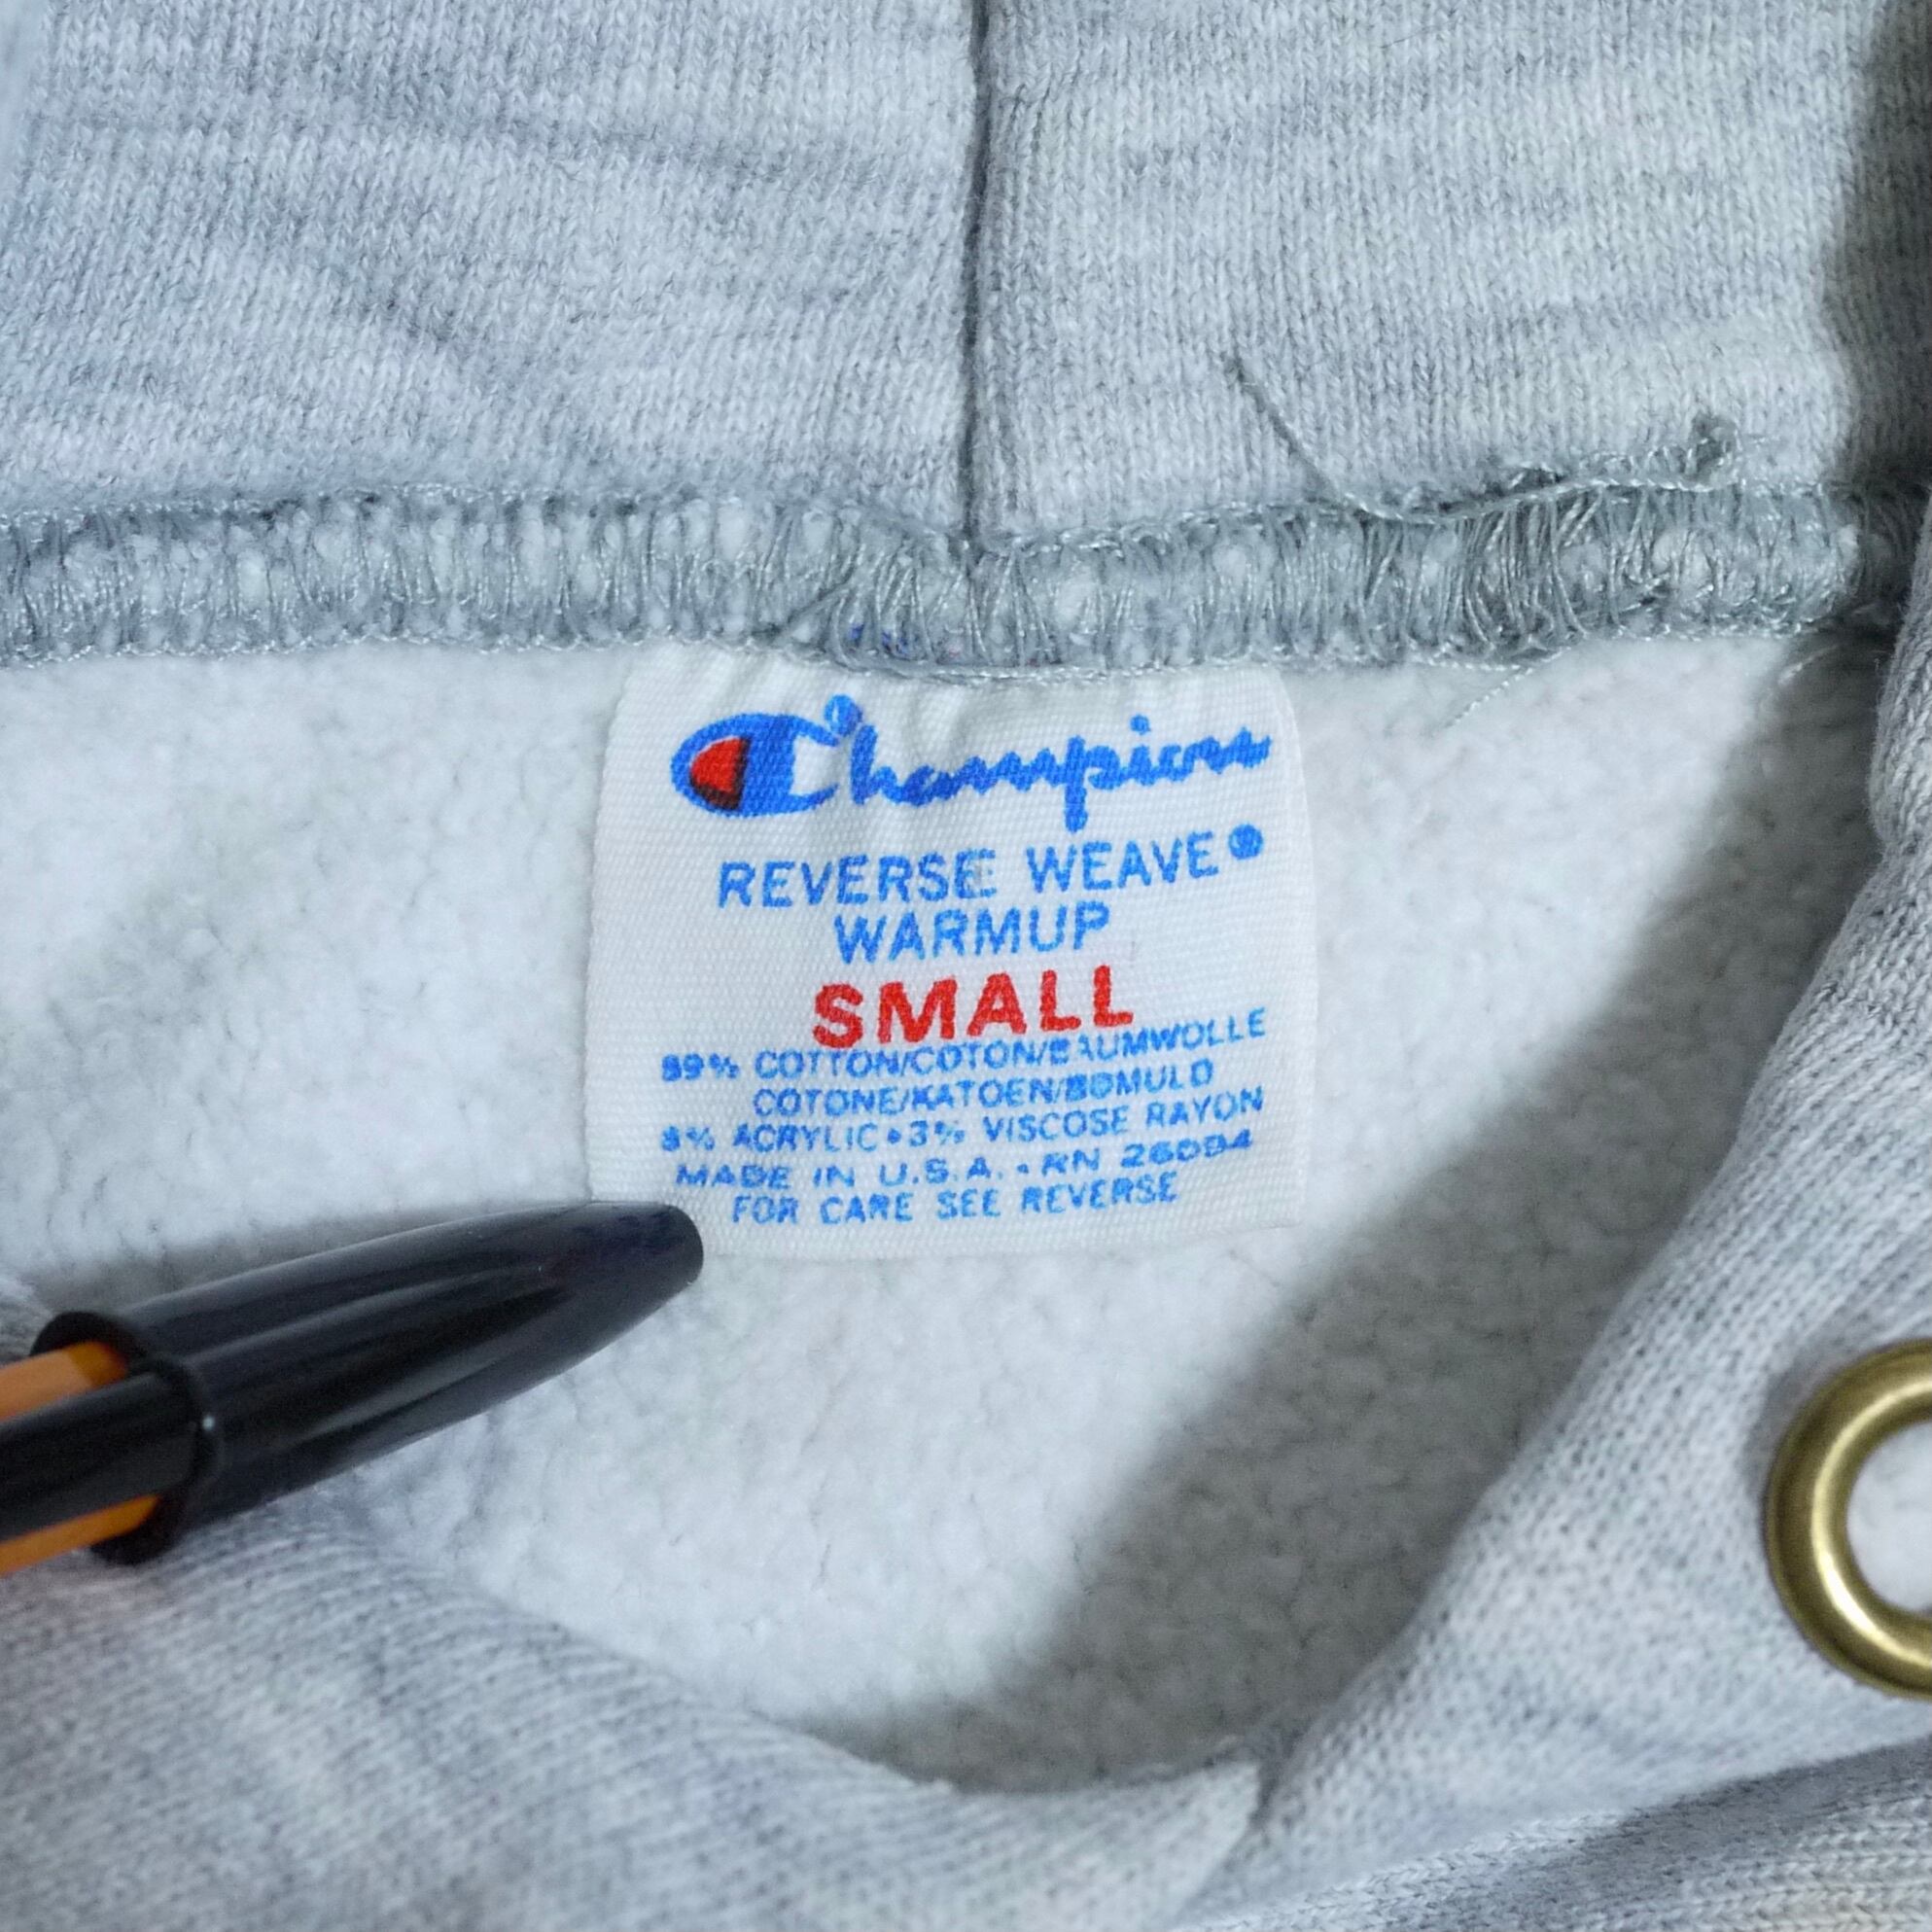 Champion
REVERSE WEAVE
WARMUP
SMALL
89% COTTON/COTON/BAUMWOLLE
COTONE/KATOEN/BOMULD
8% ACRYLIC•3% VISCOSE RAYON
MADE IN U.S.A. • RN 26094
FOR CARE SEE REVERSE